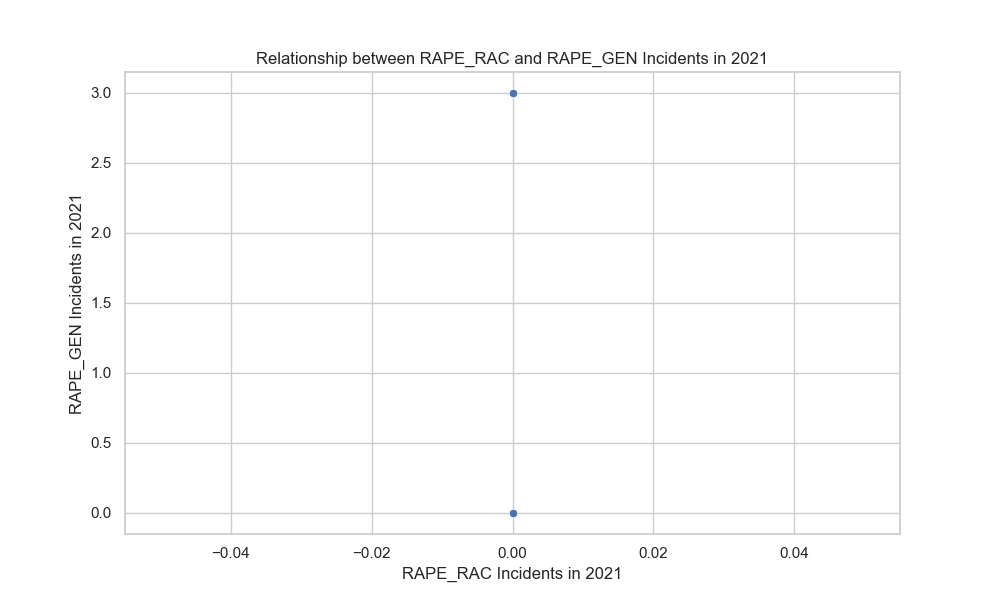 Relationship between RAPE_RAC and RAPE_GEN Incidents in 2021
3.0
2.5
2.0
1.5
1.0
0.5
0.0
RAPE_GEN Incidents in 2021
−0.04 −0.02 0.00 0.02 0.04
RAPE_RAC Incidents in 2021